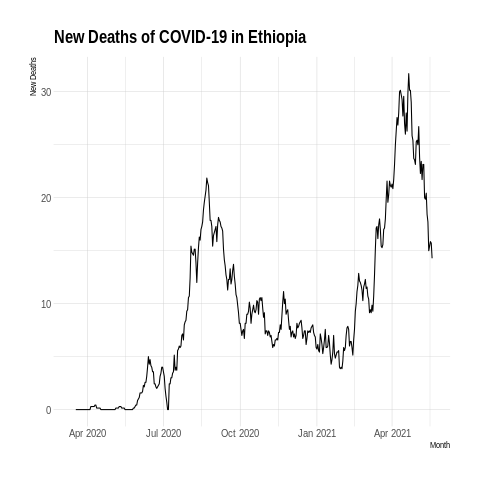 New Deaths of COVID-19 in Ethiopia
New Deaths
30
20
10
0
Apr 2020 Jul 2020 Oct 2020 Jan 2021 Apr 2021
Month